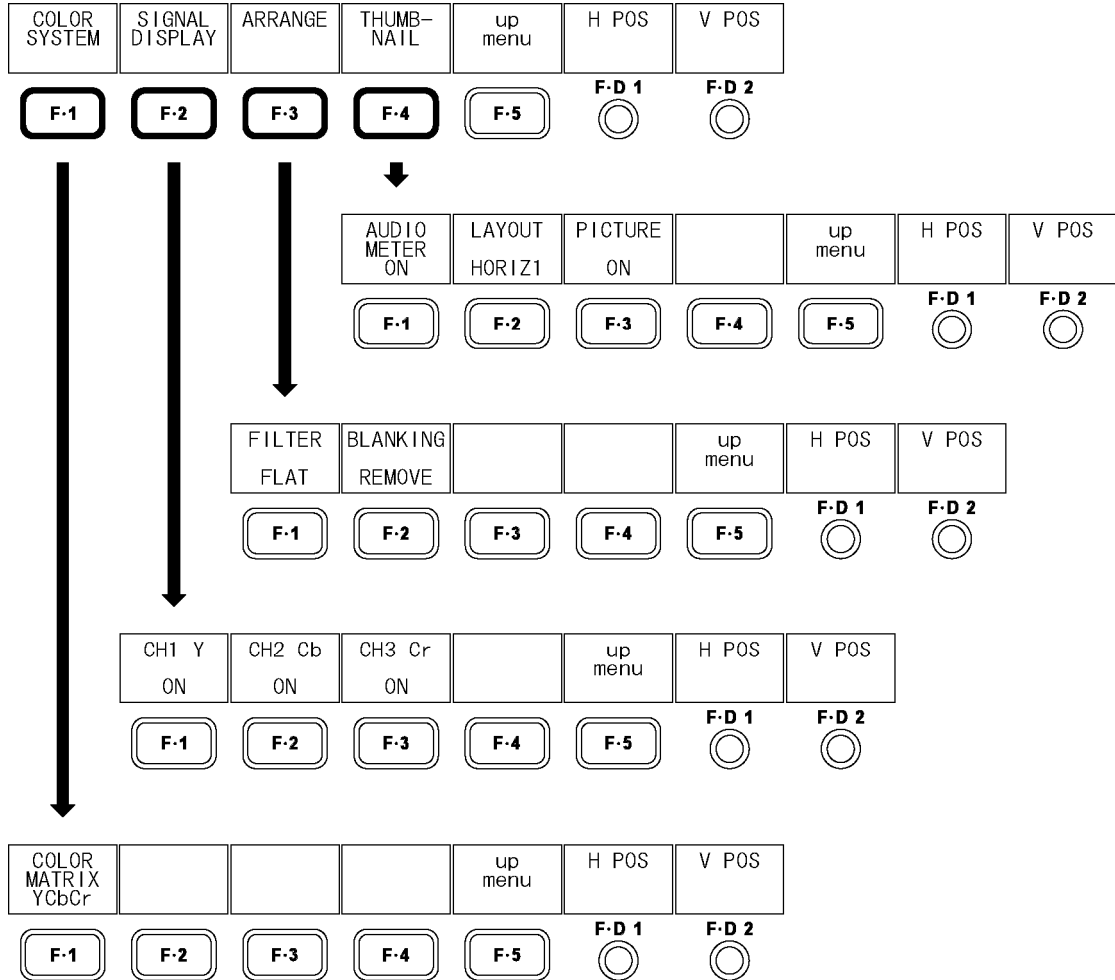 COLOR SYSTEM
SIGNAL DISPLAY
ARRANGE
THUMB-NAIL
up menu
H POS
V POS
F·1
F·2
F·3
F·4
F·5
F·D 1
F·D 2
AUDIO METER ON
LAYOUT HORIZ1
PICTURE ON
up menu
H POS
V POS
F·1
F·2
F·3
F·4
F·5
F·D 1
F·D 2
FILTER FLAT
BLANKING REMOVE
up menu
H POS
V POS
F·1
F·2
F·3
F·4
F·5
F·D 1
F·D 2
CH1 Y ON
CH2 Cb ON
CH3 Cr ON
up menu
H POS
V POS
F·1
F·2
F·3
F·4
F·5
F·D 1
F·D 2
COLOR MATRIX YCbCr
up menu
H POS
V POS
F·1
F·2
F·3
F·4
F·5
F·D 1
F·D 2